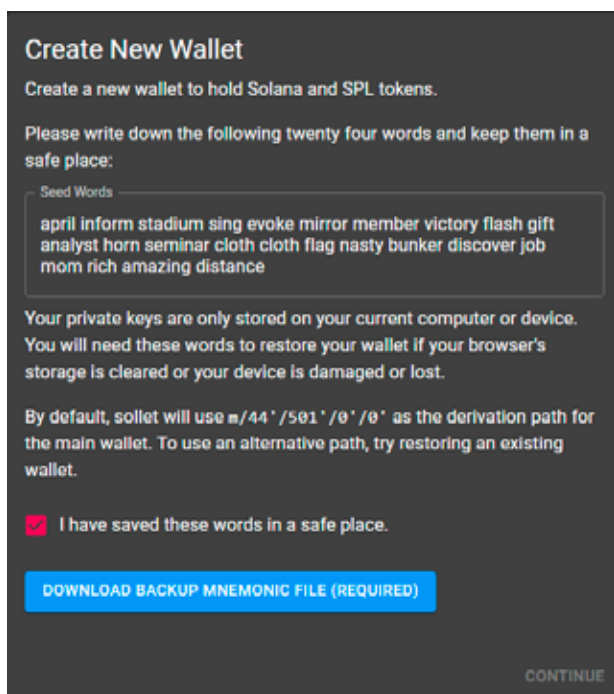 Create New Wallet
Create a new wallet to hold Solana and SPL tokens.
Please write down the following twenty four words and keep them in a
safe place:
Seed Words
april inform stadium sing evoke mirror member victory flash gift
analyst horn seminar cloth cloth flag nasty bunker discover job
mom rich amazing distance
Your private keys are only stored on your current computer or device.
You will need these words to restore your wallet if your browser's
storage is cleared or your device is damaged or lost.
By default, sollet will use m/44'/501'/0'/0' as the derivation path for
the main wallet. To use an alternative path, try restoring an existing
wallet.
I have saved these words in a safe place.
DOWNLOAD BACKUP MNEMONIC FILE (REQUIRED)
CONTINUE